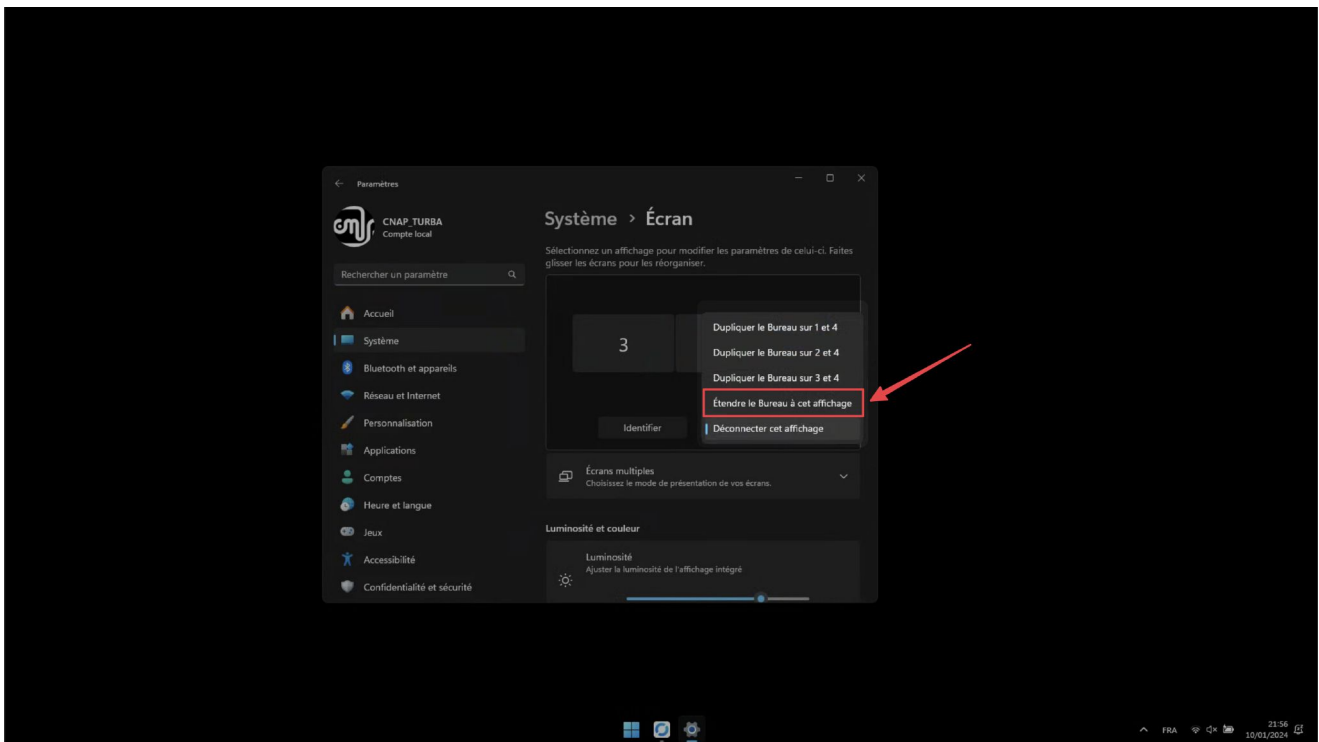 Paramètres
CNAP_TURBA
Compte local
Rechercher un paramètre
Accueil
Système
Bluetooth et appareils
Réseau et Internet
Personnalisation
Applications
Comptes
Heure et langue
Jeux
Accessibilité
Confidentialité et sécurité
Système > Écran
Sélectionnez un affichage pour modifier les paramètres de celui-ci. Faites
glisser les écrans pour les réorganiser.
3
Dupliquer le Bureau sur 1 et 4
Dupliquer le Bureau sur 2 et 4
Dupliquer le Bureau sur 3 et 4
Étendre le Bureau à cet affichage
Déconnecter cet affichage
Identifier
Écrans multiples
Choisissez le mode de présentation de vos écrans.
Luminosité et couleur
Luminosité
Ajuster la luminosité de l'affichage intégré
FRA
21:56
10/01/2024